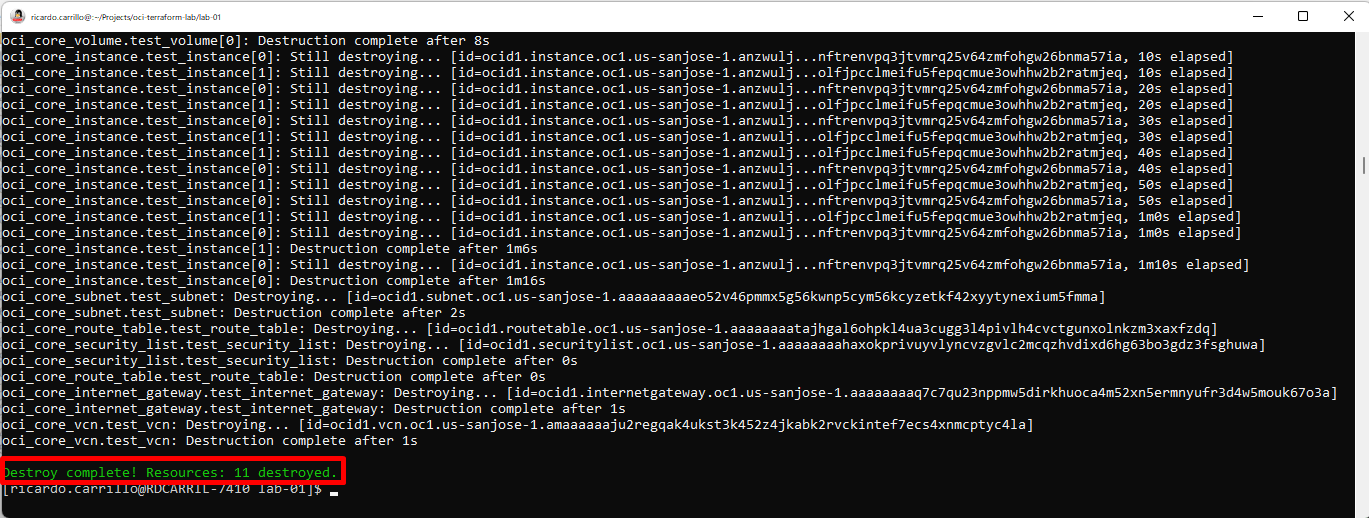 ricardo.carrillo@:~/Projects/oci-terraform-lab/lab-01
oci_core_volume.test_volume[0]: Destruction complete after 8s
oci_core_instance.test_instance[0]: Still destroying... [id=ocid1.instance.oc1.us-sanjose-1.anzwulj...nftrenvpq3jtvmrq25v64zmfohgw26bnma57ia, 10s elapsed]
oci_core_instance.test_instance[1]: Still destroying... [id=ocid1.instance.oc1.us-sanjose-1.anzwulj...olfjpcclmeifu5fepqcmue3owhhw2b2ratmjeq, 10s elapsed]
oci_core_instance.test_instance[0]: Still destroying... [id=ocid1.instance.oc1.us-sanjose-1.anzwulj...nftrenvpq3jtvmrq25v64zmfohgw26bnma57ia, 20s elapsed]
oci_core_instance.test_instance[1]: Still destroying... [id=ocid1.instance.oc1.us-sanjose-1.anzwulj...olfjpcclmeifu5fepqcmue3owhhw2b2ratmjeq, 20s elapsed]
oci_core_instance.test_instance[0]: Still destroying... [id=ocid1.instance.oc1.us-sanjose-1.anzwulj...nftrenvpq3jtvmrq25v64zmfohgw26bnma57ia, 30s elapsed]
oci_core_instance.test_instance[1]: Still destroying... [id=ocid1.instance.oc1.us-sanjose-1.anzwulj...olfjpcclmeifu5fepqcmue3owhhw2b2ratmjeq, 30s elapsed]
oci_core_instance.test_instance[1]: Still destroying... [id=ocid1.instance.oc1.us-sanjose-1.anzwulj...olfjpcclmeifu5fepqcmue3owhhw2b2ratmjeq, 40s elapsed]
oci_core_instance.test_instance[0]: Still destroying... [id=ocid1.instance.oc1.us-sanjose-1.anzwulj...nftrenvpq3jtvmrq25v64zmfohgw26bnma57ia, 40s elapsed]
oci_core_instance.test_instance[1]: Still destroying... [id=ocid1.instance.oc1.us-sanjose-1.anzwulj...olfjpcclmeifu5fepqcmue3owhhw2b2ratmjeq, 50s elapsed]
oci_core_instance.test_instance[0]: Still destroying... [id=ocid1.instance.oc1.us-sanjose-1.anzwulj...nftrenvpq3jtvmrq25v64zmfohgw26bnma57ia, 50s elapsed]
oci_core_instance.test_instance[1]: Still destroying... [id=ocid1.instance.oc1.us-sanjose-1.anzwulj...olfjpcclmeifu5fepqcmue3owhhw2b2ratmjeq, 1m0s elapsed]
oci_core_instance.test_instance[0]: Still destroying... [id=ocid1.instance.oc1.us-sanjose-1.anzwulj...nftrenvpq3jtvmrq25v64zmfohgw26bnma57ia, 1m0s elapsed]
oci_core_instance.test_instance[1]: Destruction complete after 1m6s
oci_core_instance.test_instance[0]: Still destroying... [id=ocid1.instance.oc1.us-sanjose-1.anzwulj...nftrenvpq3jtvmrq25v64zmfohgw26bnma57ia, 1m10s elapsed]
oci_core_instance.test_instance[0]: Destruction complete after 1m16s
oci_core_subnet.test_subnet: Destroying... [id=ocid1.subnet.oc1.us-sanjose-1.aaaaaaaaaeo52v46pmmx5g56kwnp5cym56kcyzetkf42xyytynexium5fmma]
oci_core_subnet.test_subnet: Destruction complete after 2s
oci_core_route_table.test_route_table: Destroying... [id=ocid1.routetable.oc1.us-sanjose-1.aaaaaaaatajhgal6ohpkl4ua3cugg3l4pivlh4cvctgunxolnkzm3xaxfzdq]
oci_core_security_list.test_security_list: Destroying... [id=ocid1.securitylist.oc1.us-sanjose-1.aaaaaaaahaxokprivuyvlyncvzgvlc2mcqzhvdixd6hg63bo3gdz3fsghuwa]
oci_core_security_list.test_security_list: Destruction complete after 0s
oci_core_route_table.test_route_table: Destruction complete after 0s
oci_core_internet_gateway.test_internet_gateway: Destroying... [id=ocid1.internetgateway.oc1.us-sanjose-1.aaaaaaaaq7c7qu23nppmw5dirkhuoca4m52xn5ermnyufr3d4w5mouk67o3a]
oci_core_internet_gateway.test_internet_gateway: Destruction complete after 1s
oci_core_vcn.test_vcn: Destroying... [id=ocid1.vcn.oc1.us-sanjose-1.amaaaaaaju2regqak4ukst3k452z4jkabk2rvckintef7ecs4xnmcptyc4la]
oci_core_vcn.test_vcn: Destruction complete after 1s
Destroy complete! Resources: 11 destroyed.
[ricardo.carrillo@RDCARRIL-7410 lab-01]$